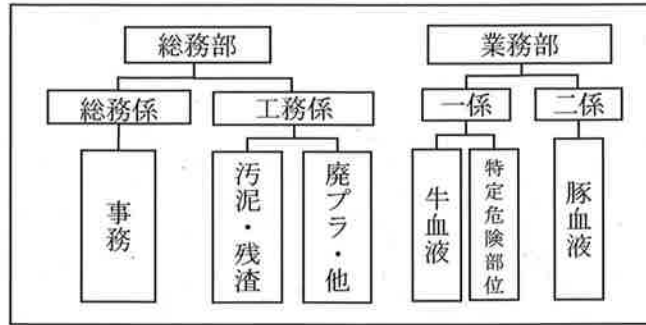 総務部
業務部
総務係
工務係
一係
二係
事務
汚泥・残渣
廃プラ・他
牛血液
特定危険部位
豚血液